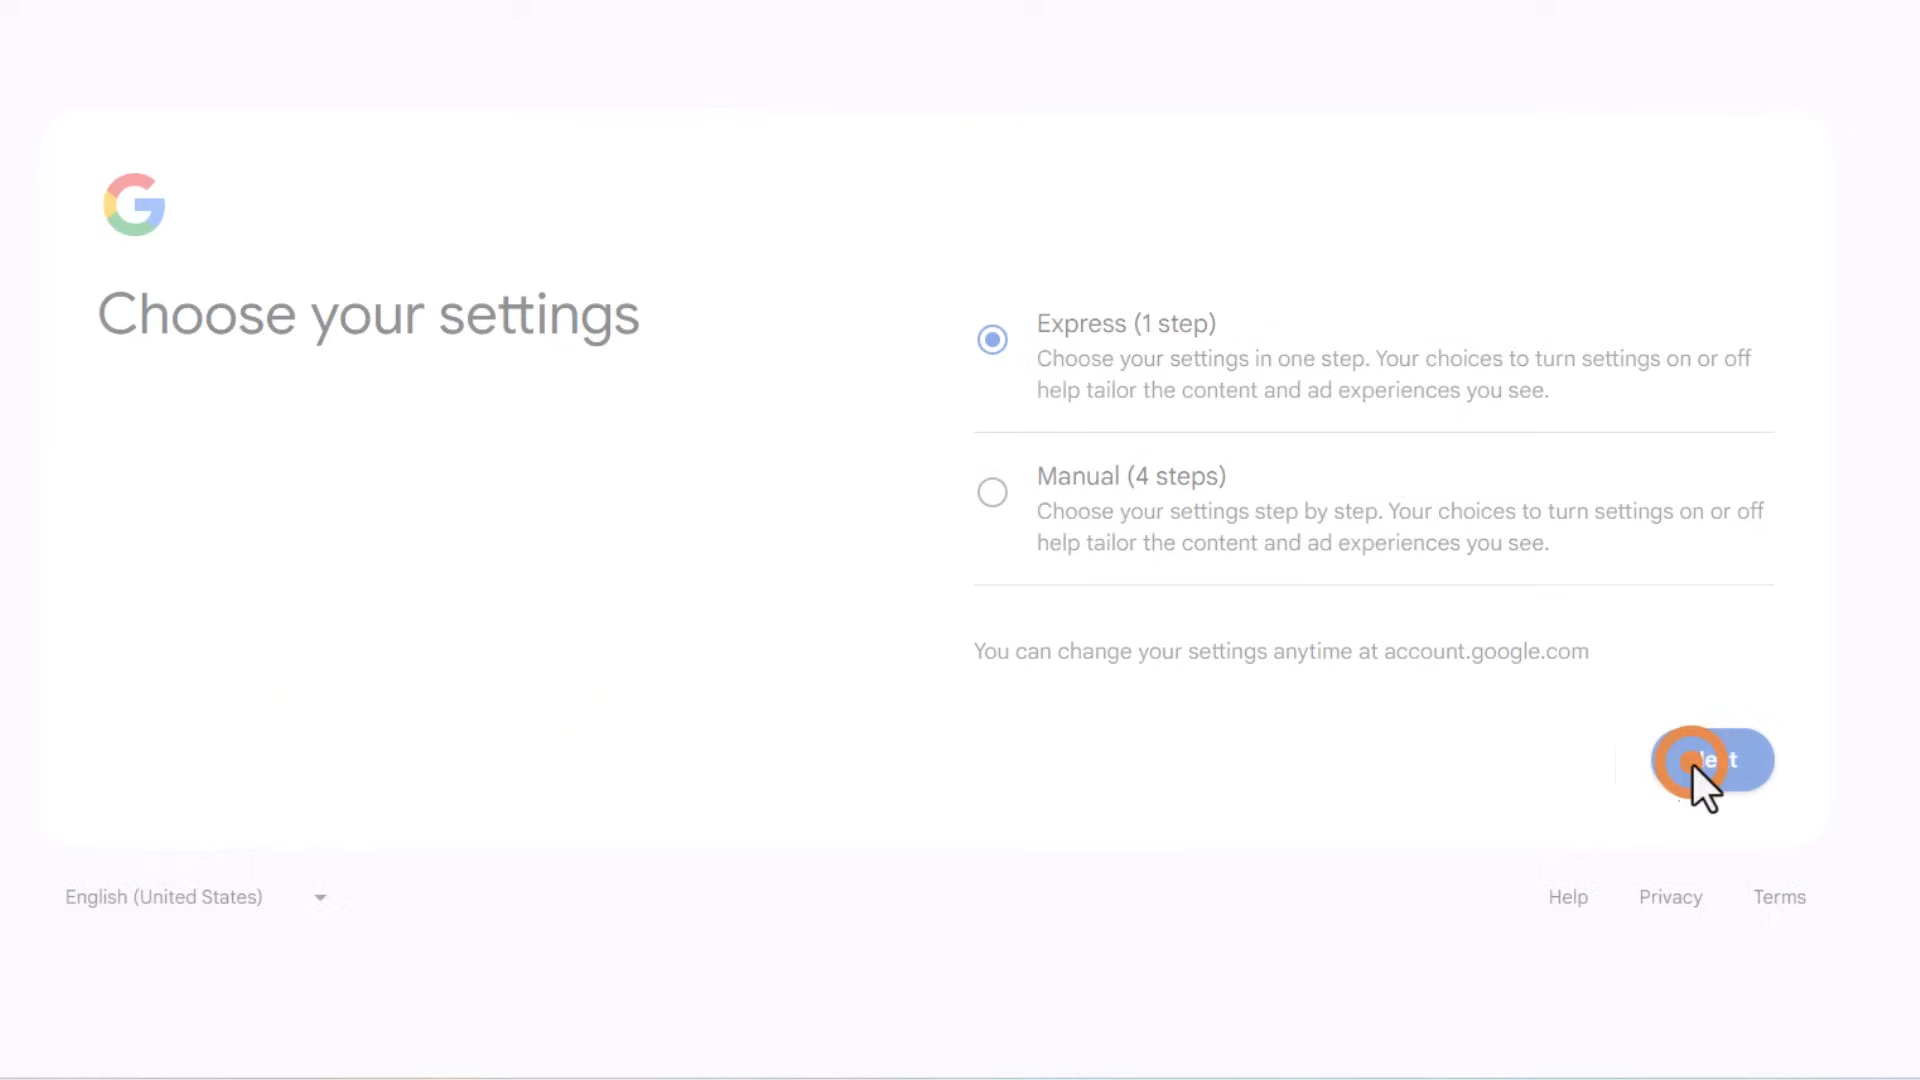 Choose your settings
Express (1 step)
Choose your settings in one step. Your choices to turn settings on or off
help tailor the content and ad experiences you see.
Manual (4 steps)
Choose your settings step by step. Your choices to turn settings on or off
help tailor the content and ad experiences you see.
You can change your settings anytime at account.google.com
English (United States)
Help
Privacy
Terms